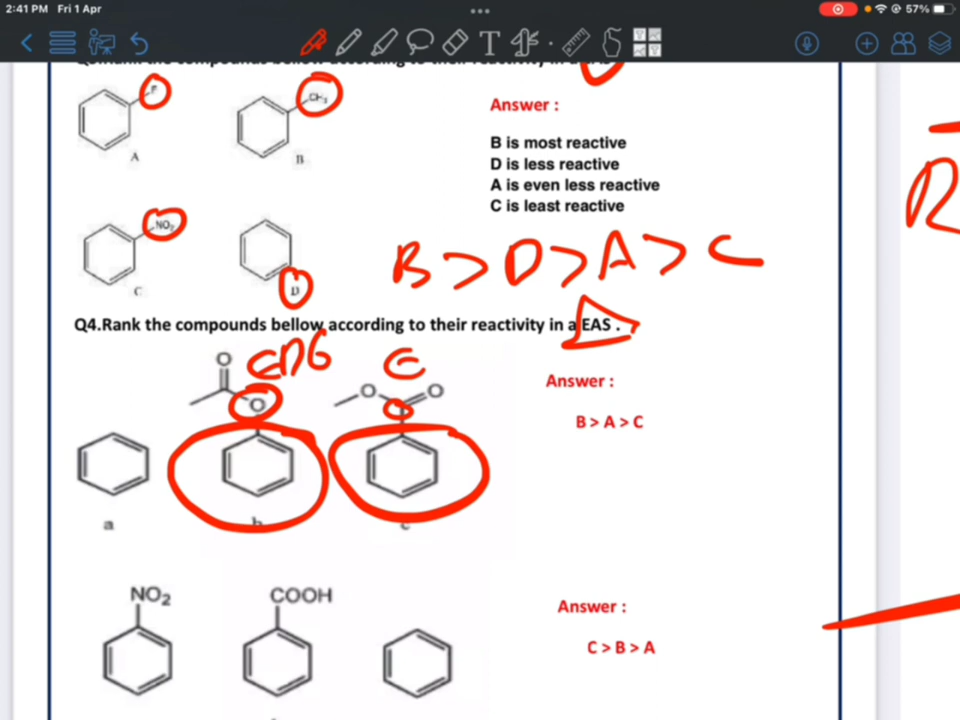 2:41 PM Fri 1 Apr
57%
T
F
CH3
Answer :
A
B
B is most reactive
D is less reactive
A is even less reactive
C is least reactive
NO2
C
D
B > D > A > C
Q4.Rank the compounds bellow according to their reactivity in a EAS .
O
EDG
O
O
O
Answer :
B > A > C
a
b
c
NO2
COOH
Answer :
C > B > A
R